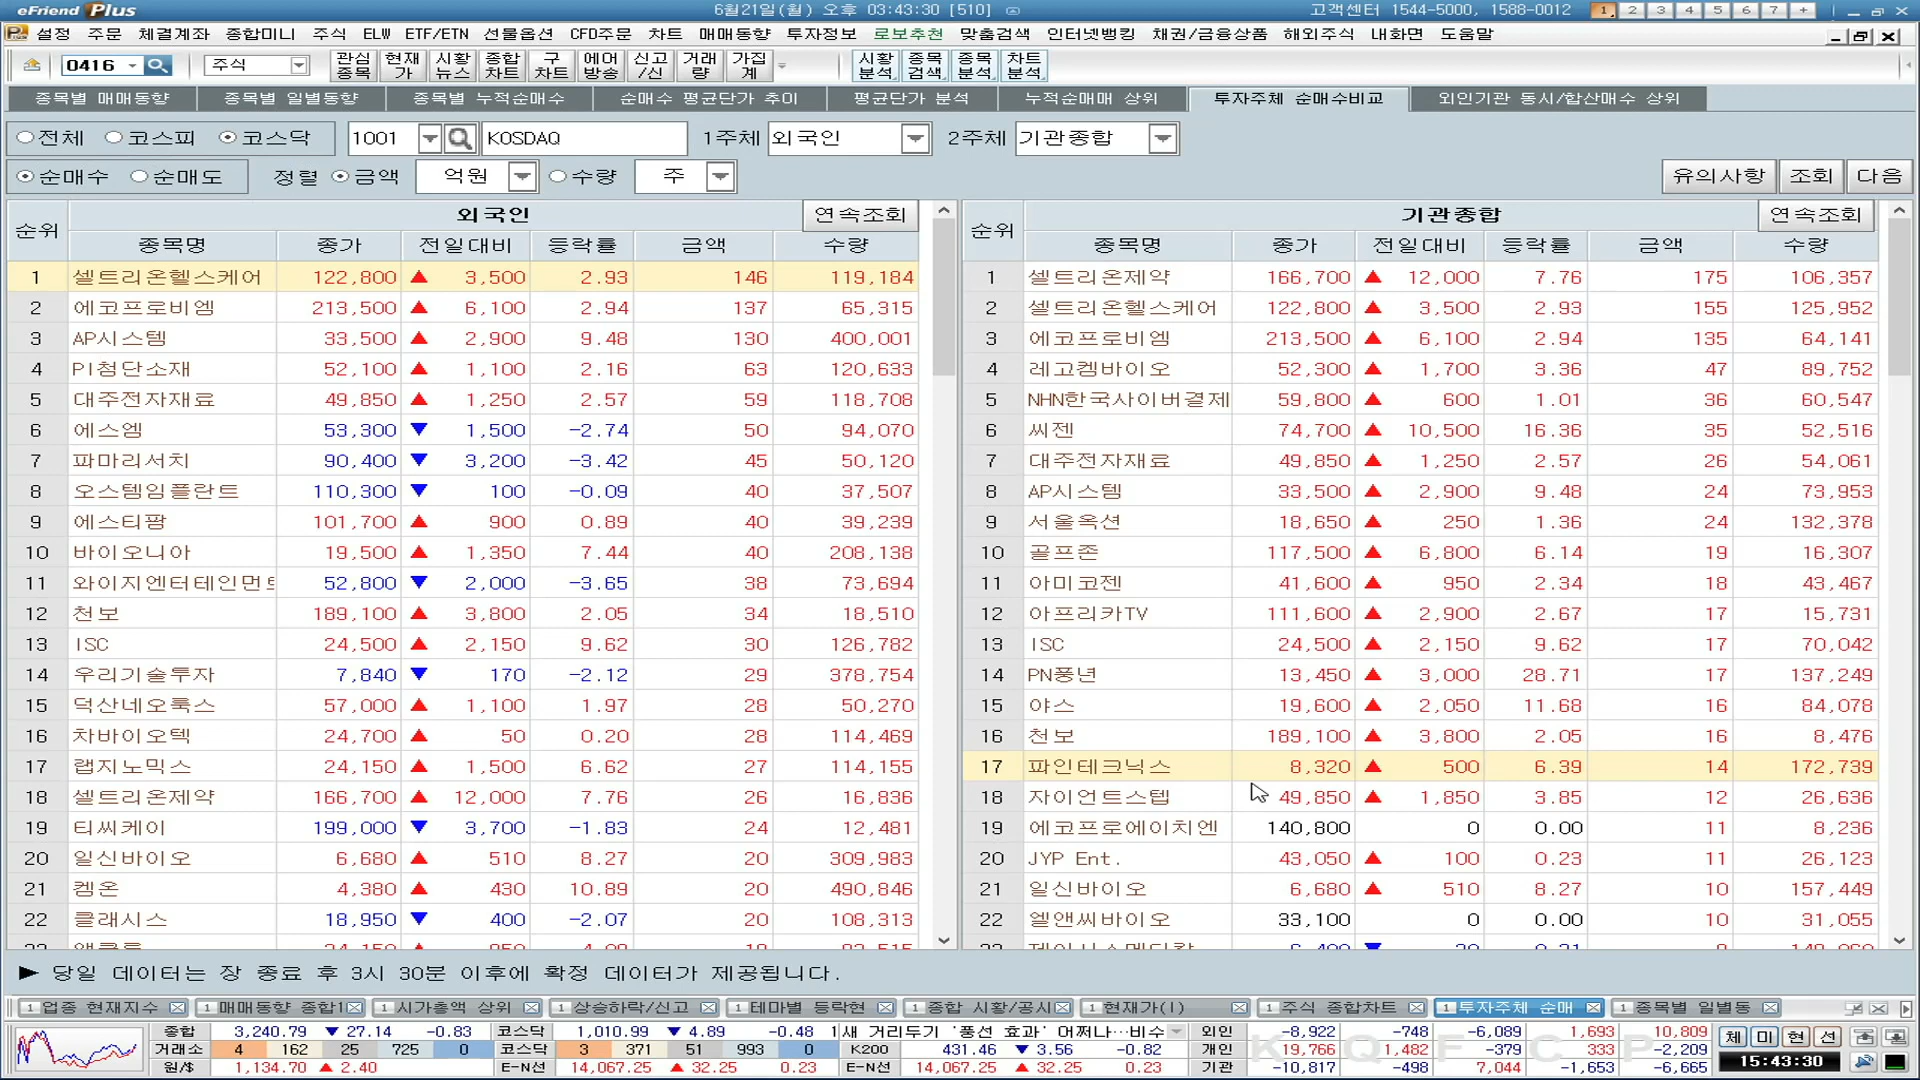 eFriend Plus 6월21일(월) 오후 03:43:30 [510] 고객센터 1544-5000, 1588-0012 1 2 3 4 5 6 7 +
설정 주문 체결계좌 종합미니 주식 ELW ETF/ETN 선물옵션 CFD주문 차트 매매동향 투자정보 로보추천 맞춤검색 인터넷뱅킹 채권/금융상품 해외주식 내화면 도움말
0416 주식 관심종목 현재가 시황뉴스 종합차트 구차트 에어방송 신고/신 거래량 가집계 시황분석 종목검색 종목분석 차트분석
종목별 매매동향 종목별 일별동향 종목별 누적순매수 순매수 평균단가 추이 평균단가 분석 누적순매매 상위 투자주체 순매수비교 외인기관 동시/합산매수 상위
전체 코스피 코스닥 1001 KOSDAQ 1주체 외국인 2주체 기관종합
순매수 순매도 정렬 금액 억원 수량 주 유의사항 조회 다음
순위 외국인 연속조회
종목명 종가 전일대비 등락률 금액 수량
1 셀트리온헬스케어 122,800 ▲ 3,500 2.93 146 119,184
2 에코프로비엠 213,500 ▲ 6,100 2.94 137 65,315
3 AP시스템 33,500 ▲ 2,900 9.48 130 400,001
4 PI첨단소재 52,100 ▲ 1,100 2.16 63 120,633
5 대주전자재료 49,850 ▲ 1,250 2.57 59 118,708
6 에스엠 53,300 ▼ 1,500 -2.74 50 94,070
7 파마리서치 90,400 ▼ 3,200 -3.42 45 50,120
8 오스템임플란트 110,300 ▼ 100 -0.09 40 37,507
9 에스티팜 101,700 ▲ 900 0.89 40 39,239
10 바이오니아 19,500 ▲ 1,350 7.44 40 208,138
11 와이지엔터테인먼트 52,800 ▼ 2,000 -3.65 38 73,694
12 천보 189,100 ▲ 3,800 2.05 34 18,510
13 ISC 24,500 ▲ 2,150 9.62 30 126,782
14 우리기술투자 7,840 ▼ 170 -2.12 29 378,754
15 덕산네오룩스 57,000 ▲ 1,100 1.97 28 50,270
16 차바이오텍 24,700 ▲ 50 0.20 28 114,469
17 랩지노믹스 24,150 ▲ 1,500 6.62 27 114,155
18 셀트리온제약 166,700 ▲ 12,000 7.76 26 16,836
19 티씨케이 199,000 ▼ 3,700 -1.83 24 12,481
20 일신바이오 6,680 ▲ 510 8.27 20 309,983
21 켐온 4,380 ▲ 430 10.89 20 490,846
22 클래시스 18,950 ▼ 400 -2.07 20 108,313
순위 기관종합 연속조회
종목명 종가 전일대비 등락률 금액 수량
1 셀트리온제약 166,700 ▲ 12,000 7.76 175 106,357
2 셀트리온헬스케어 122,800 ▲ 3,500 2.93 155 125,952
3 에코프로비엠 213,500 ▲ 6,100 2.94 135 64,141
4 레고켐바이오 52,300 ▲ 1,700 3.36 47 89,752
5 NHN한국사이버결제 59,800 ▲ 600 1.01 36 60,547
6 씨젠 74,700 ▲ 10,500 16.36 35 52,516
7 대주전자재료 49,850 ▲ 1,250 2.57 26 54,061
8 AP시스템 33,500 ▲ 2,900 9.48 24 73,953
9 서울옥션 18,650 ▲ 250 1.36 24 132,378
10 골프존 117,500 ▲ 6,800 6.14 19 16,307
11 아미코젠 41,600 ▲ 950 2.34 18 43,467
12 아프리카TV 111,600 ▲ 2,900 2.67 17 15,731
13 ISC 24,500 ▲ 2,150 9.62 17 70,042
14 PN풍년 13,450 ▲ 3,000 28.71 17 137,249
15 야스 19,600 ▲ 2,050 11.68 16 84,078
16 천보 189,100 ▲ 3,800 2.05 16 8,476
17 파인테크닉스 8,320 ▲ 500 6.39 14 172,739
18 자이언트스텝 49,850 ▲ 1,850 3.85 12 26,636
19 에코프로에이치엔 140,800 0 0.00 11 8,236
20 JYP Ent. 43,050 ▲ 100 0.23 11 26,123
21 일신바이오 6,680 ▲ 510 8.27 10 157,449
22 엘앤씨바이오 33,100 0 0.00 10 31,055
▶ 당일 데이터는 장 종료 후 3시 30분 이후에 확정 데이터가 제공됩니다.
1 업종 현재지수 1 매매동향 종합1 1 시가총액 상위 1 상승하락/신고 1 테마별 등락현 1 종합 시황/공시 1 현재가(1) 1 주식 종합차트 1 투자주체 순매 1 종목별 일별동
종합 3,240.79 ▼ 27.14 -0.83 코스닥 1,010.99 ▼ 4.89 -0.48 1새 거리두기 '풍선 효과' 어쩌나…비수 외인 -8,922 -748 -6,089 1,693 10,809 체 미 현 선
거래소 4 162 25 725 0 코스닥 3 371 51 993 0 K200 431.46 ▼ 3.56 -0.82 개인 19,766 1,482 -379 333 -2,209
원/$ 1,134.70 ▲ 2.40 E-N선 14,067.25 ▲ 32.25 0.23 E-N선 14,067.25 ▲ 32.25 0.23 기관 -10,817 -498 7,044 -1,653 -6,665
K Q F C P
15:43:30